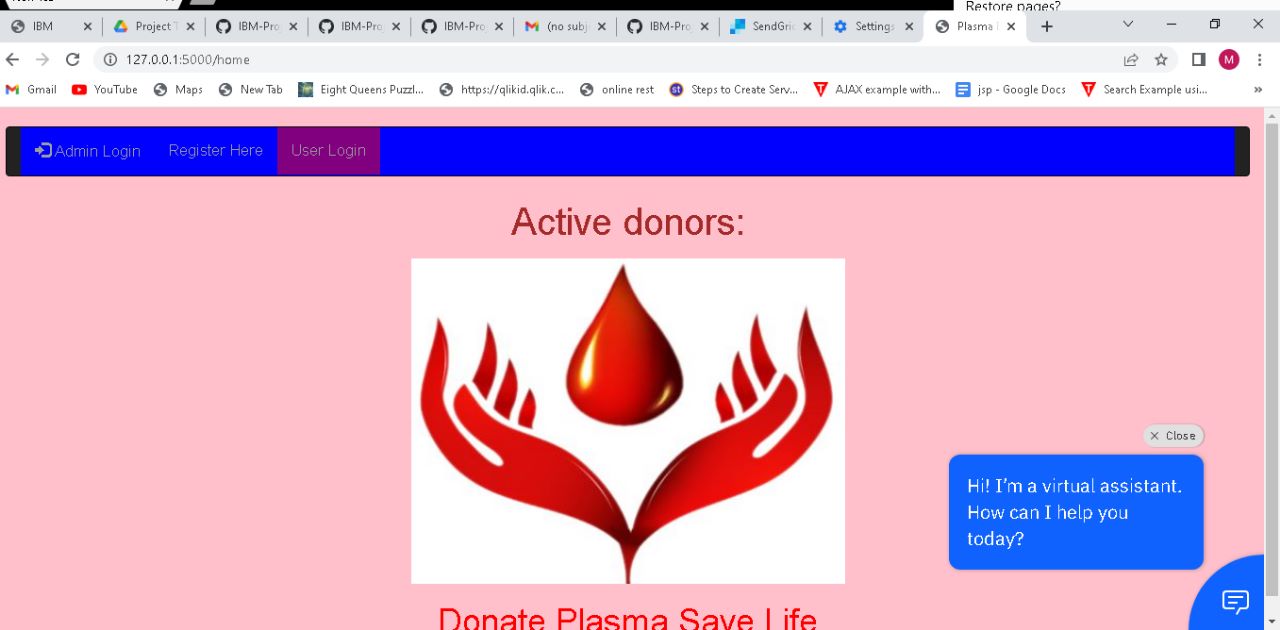 Restore pages?
IBM
Project T
IBM-Pro
IBM-Pro
IBM-Pro
(no subj
IBM-Pro
SendGri
Settings
Plasma
127.0.0.1:5000/home
M
Gmail
YouTube
Maps
New Tab
Eight Queens Puzzl...
https://qlikid.qlik.c...
online rest
st
Steps to Create Serv...
AJAX example with...
jsp - Google Docs
Search Example usi...
»
Admin Login
Register Here
User Login
Active donors:
Close
Hi! I'm a virtual assistant.
How can I help you
today?
Donate Plasma Save Life